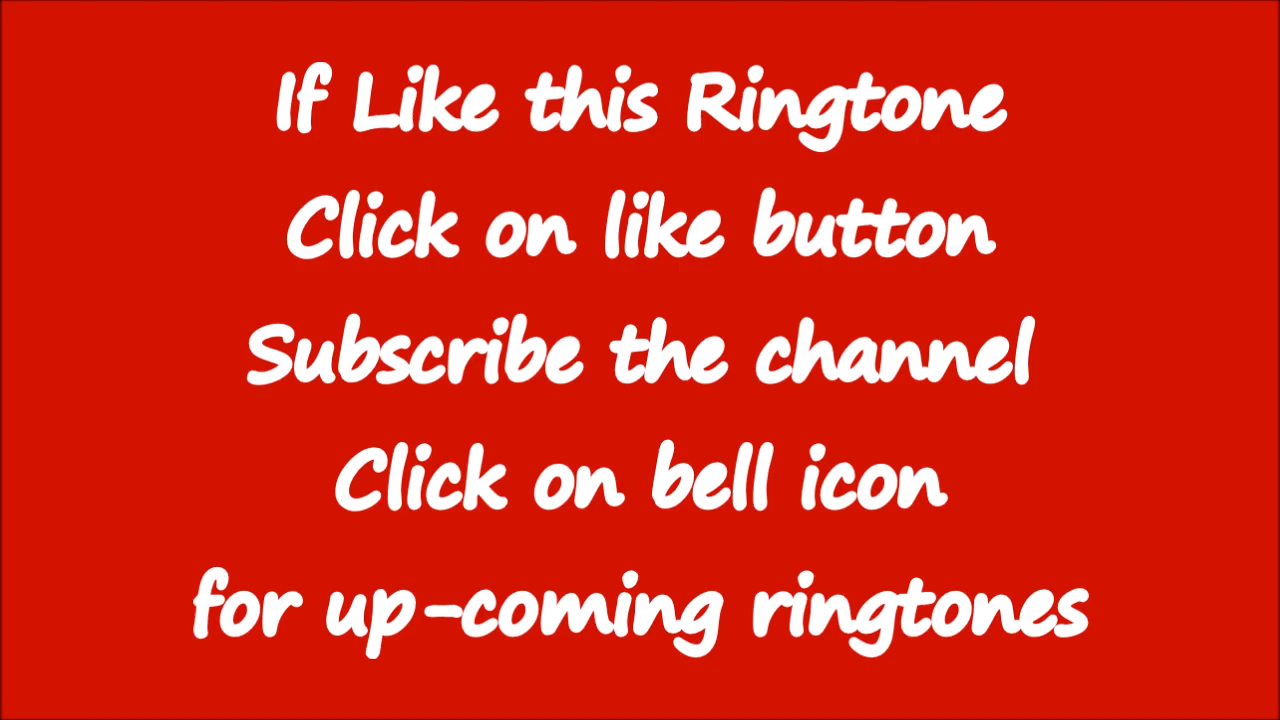 If Like this Ringtone
Click on like button
Subscribe the channel
Click on bell icon
for up-coming ringtones